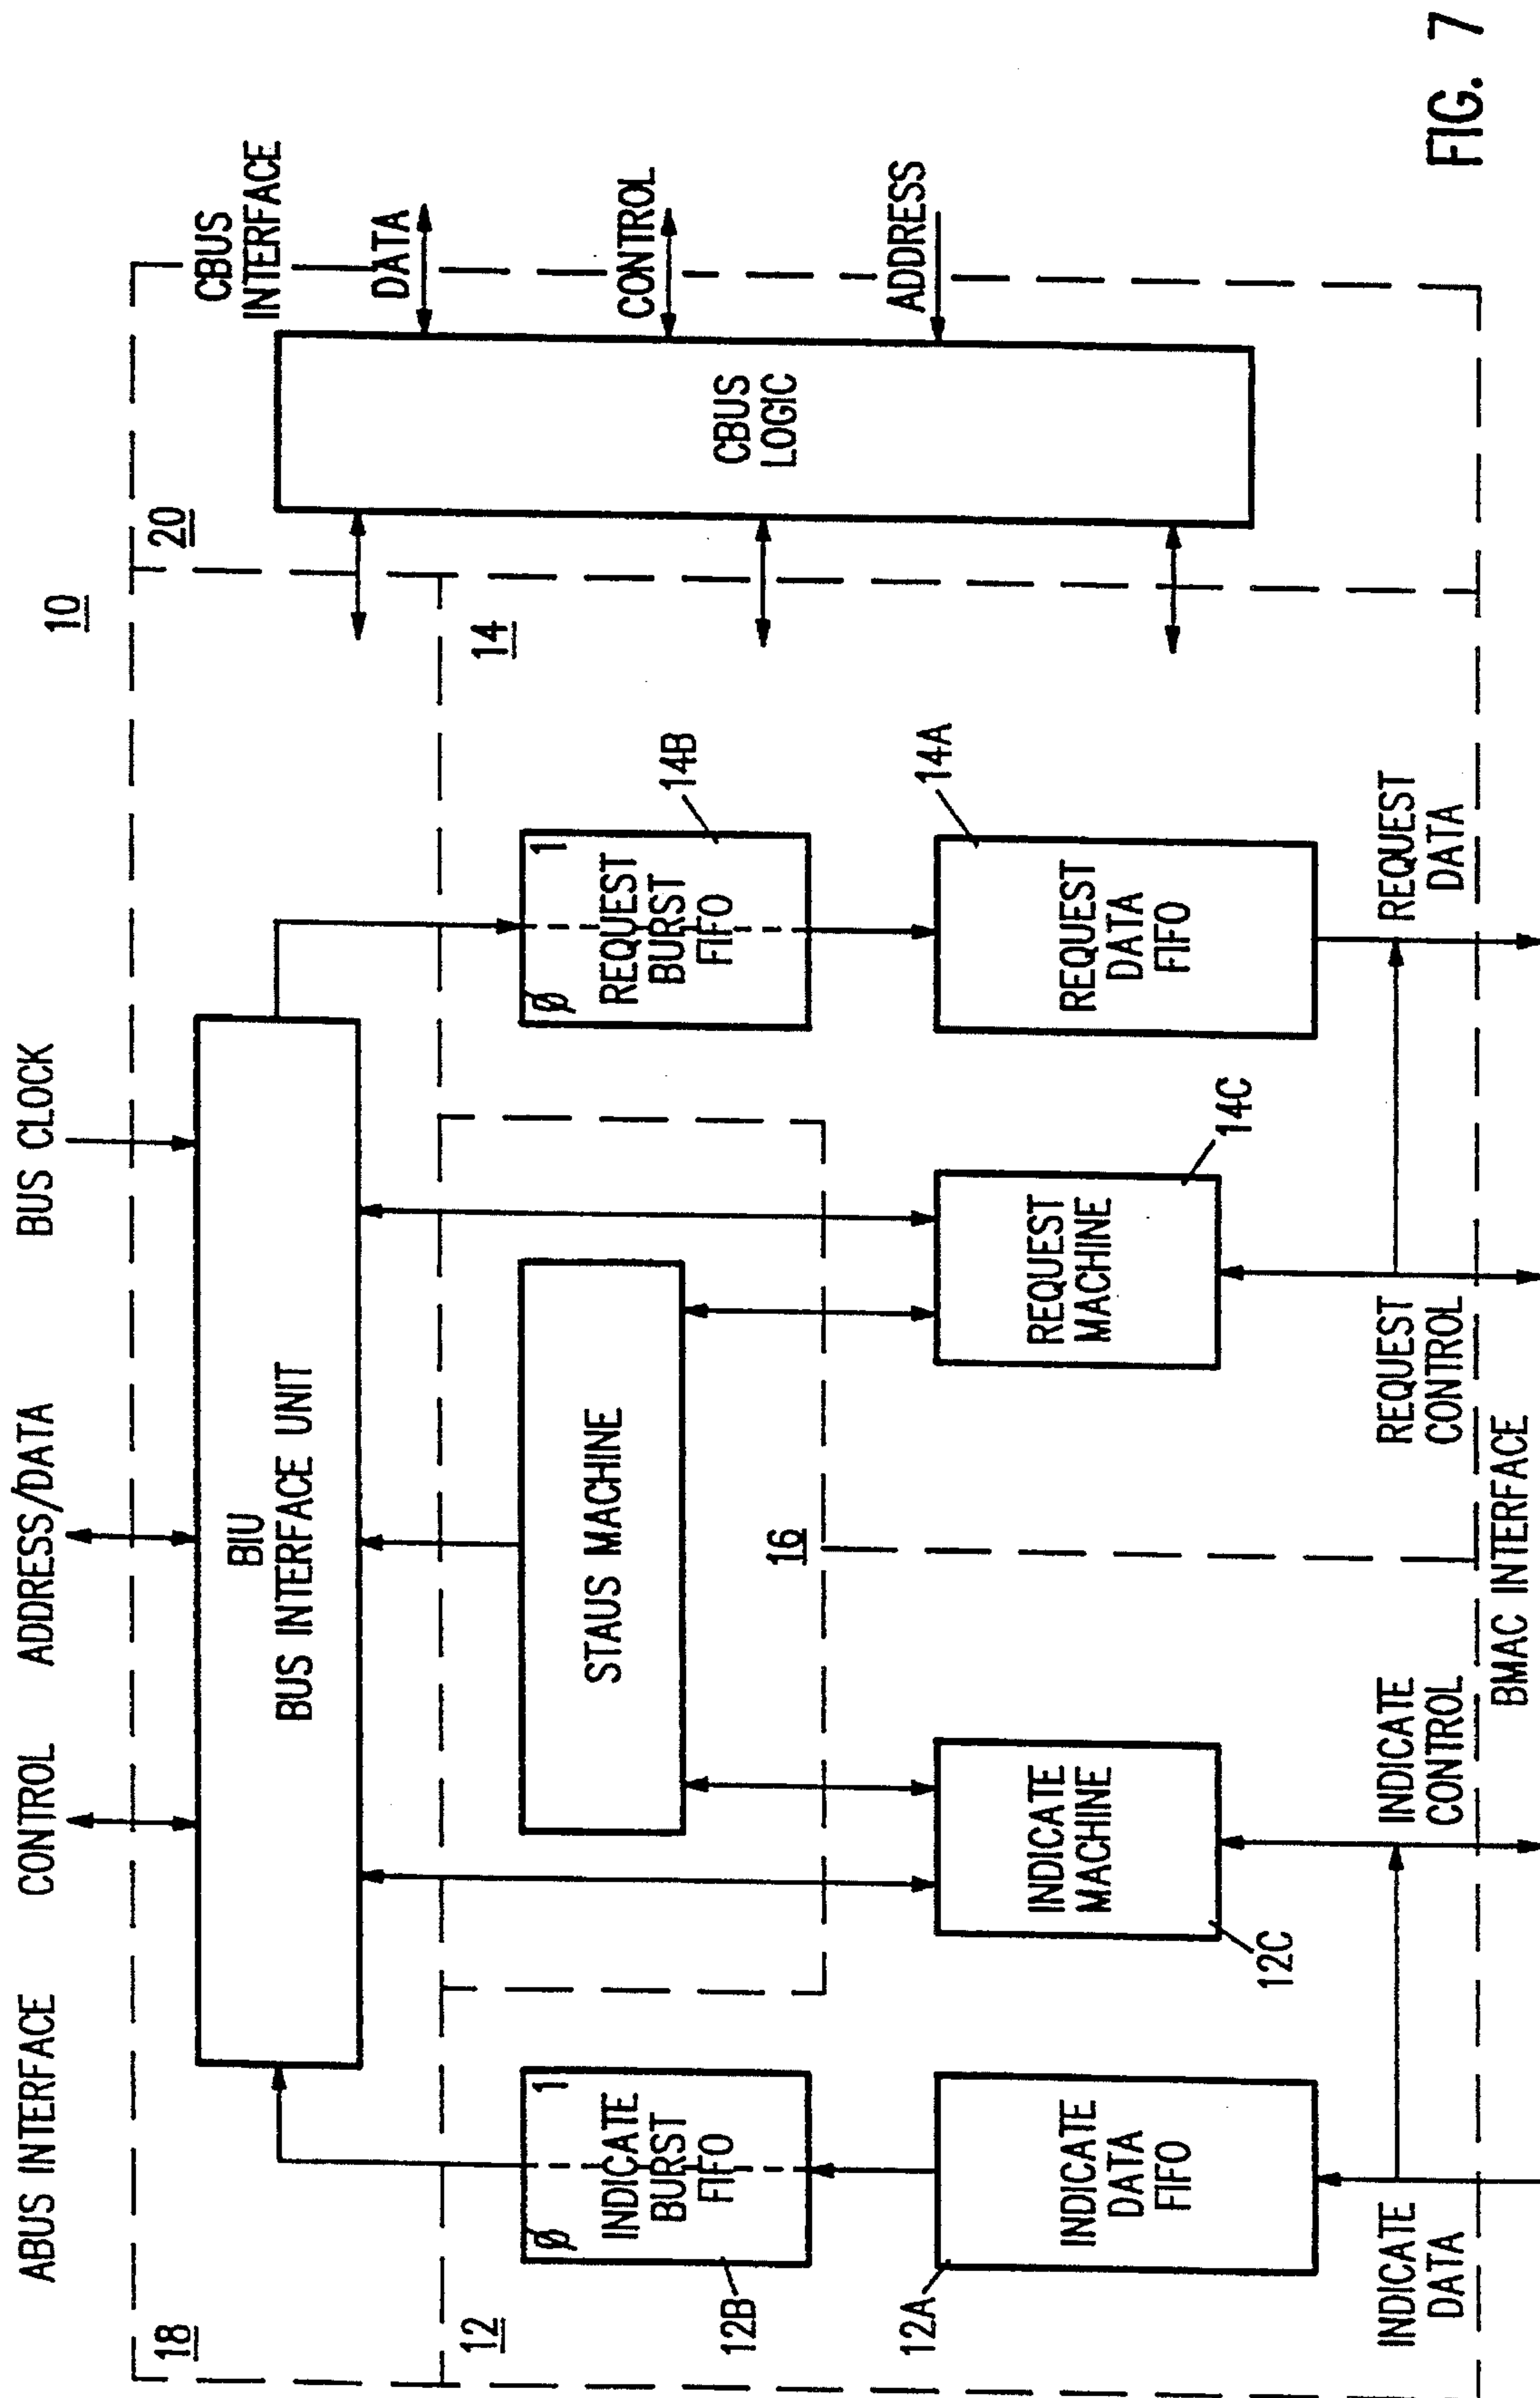 10
ABUS INTERFACE
CONTROL
ADDRESS/DATA
BUS CLOCK
18
20
CBUS
INTERFACE
BIU
BUS INTERFACE UNIT
DATA
CONTROL
ADDRESS
CBUS
LOGIC
12
14
Ø 1
INDICATE
BURST
FIFO
12B
STAUS MACHINE
16
Ø 1
REQUEST
BURST
FIFO
14B
12A
INDICATE
DATA
FIFO
INDICATE
MACHINE
12C
REQUEST
MACHINE
14C
REQUEST
DATA
FIFO
14A
INDICATE
DATA
INDICATE
CONTROL
REQUEST
CONTROL
REQUEST
DATA
BMAC INTERFACE
FIG. 7